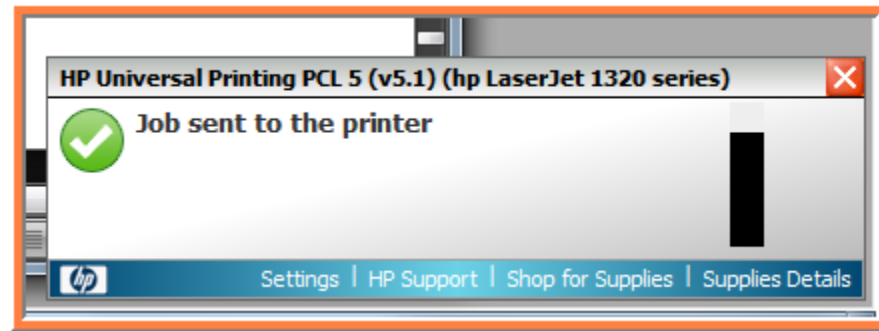 HP Universal Printing PCL 5 (v5.1) (hp LaserJet 1320 series)
Job sent to the printer
hp Settings | HP Support | Shop for Supplies | Supplies Details